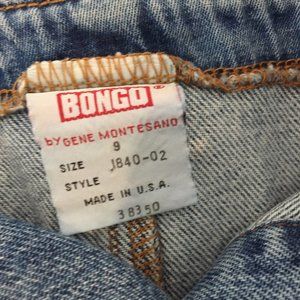 BONGO®
by GENE MONTESANO
9
SIZE J840-02
STYLE
MADE IN U.S.A.
38350